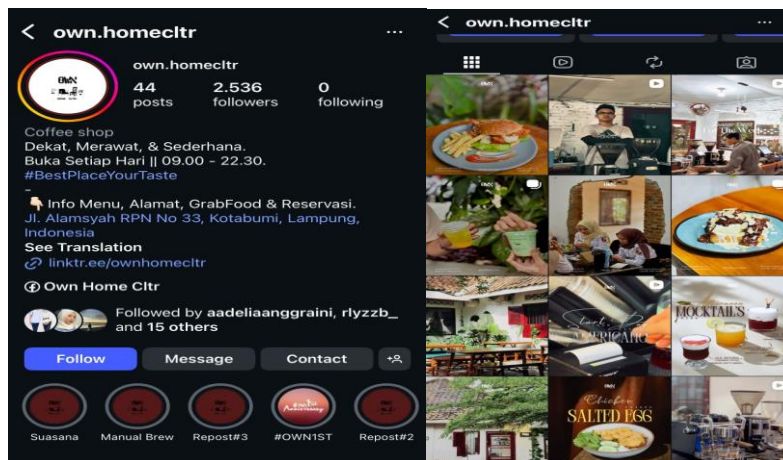 own.homecltr
own.homecltr
44 2.536 0
posts followers following
Coffee shop
Dekat, Merawat, & Sederhana.
Buka Setiap Hari || 09.00 - 22.30.
#BestPlaceYourTaste
-
Info Menu, Alamat, GrabFood & Reservasi.
Jl. Alamsyah RPN No 33, Kotabumi, Lampung,
Indonesia
See Translation
linktr.ee/ownhomecltr
Own Home Cltr
Followed by aadeliaanggraini, rlyzzb_
and 15 others
Follow Message Contact
Suasana Manual Brew Repost#3 #OWN1ST Repost#2
own.homecltr
MOCKTAIL'S
AMERICANO
Chicken
SALTED EGG